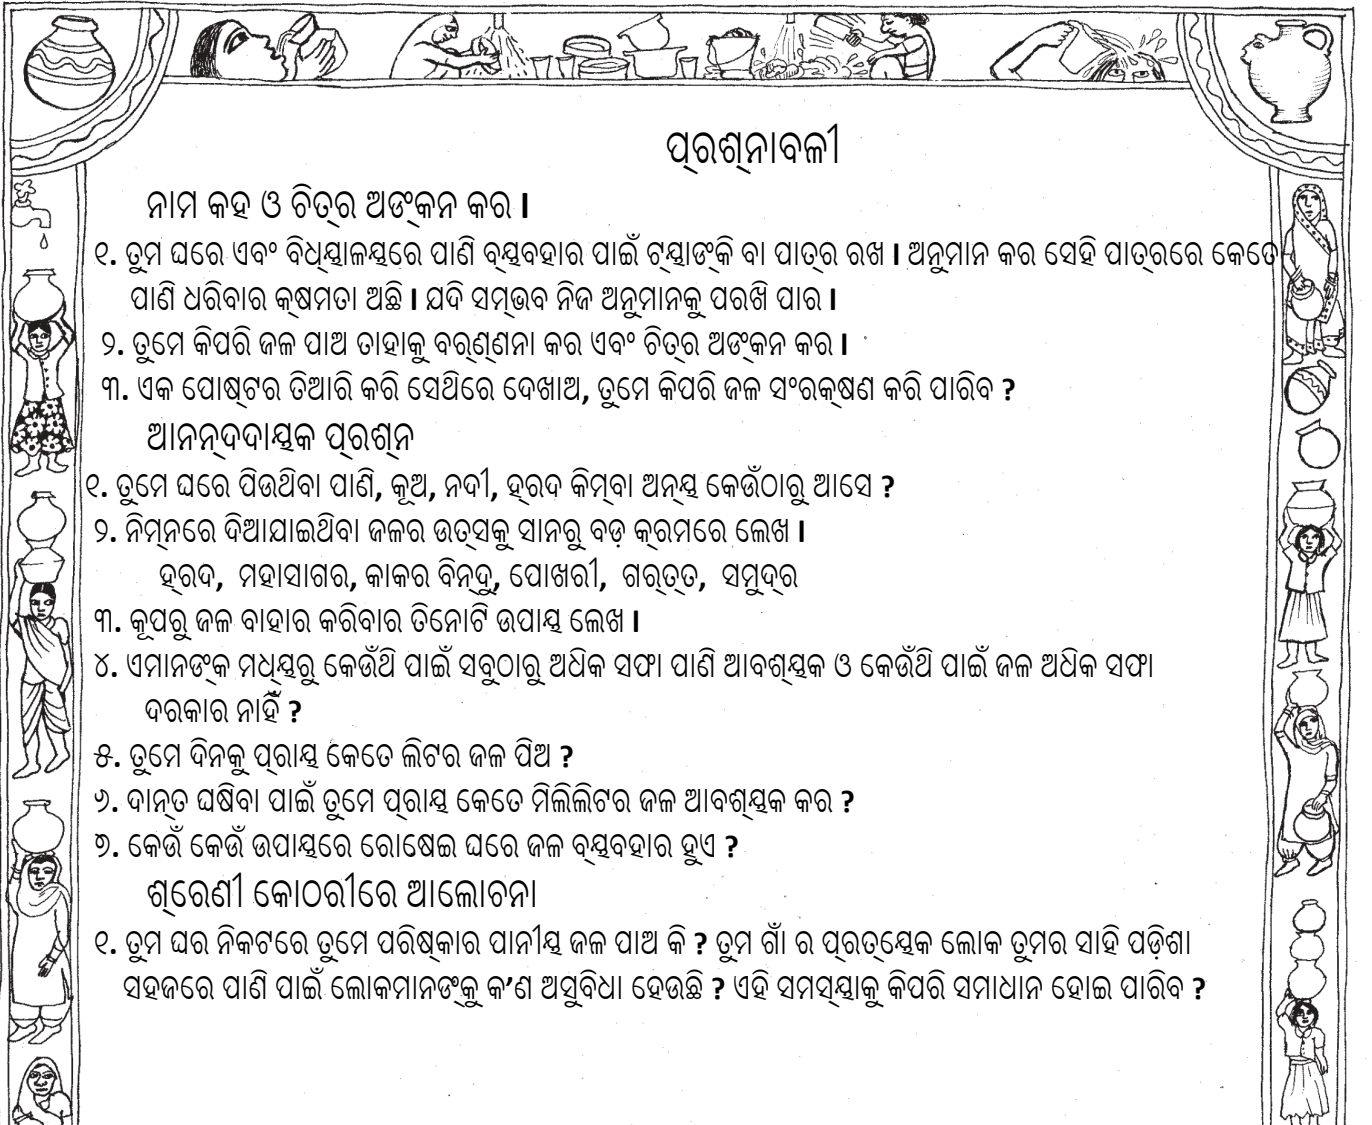 ପ୍ରଶ୍ନାବଳୀ
ନାମ କହ ଓ ଚିତ୍ର ଅଙ୍କନ କର ।
୧. ତୁମ ଘରେ ଏବଂ ବିଧ୍ୟାଳୟରେ ପାଣି ବ୍ୟବହାର ପାଇଁ ଟ୍ୟାଙ୍କି ବା ପାତ୍ର ରଖ । ଅନୁମାନ କର ସେହି ପାତ୍ରରେ କେତେ
ପାଣି ଧରିବାର କ୍ଷମତା ଅଛି । ଯଦି ସମ୍ଭବ ନିଜ ଅନୁମାନକୁ ପରଖି ପାର ।
୨. ତୁମେ କିପରି ଜଳ ପାଅ ତାହାକୁ ବର୍ଣ୍ଣନା କର ଏବଂ ଚିତ୍ର ଅଙ୍କନ କର ।
୩. ଏକ ପୋଷ୍ଟର ତିଆରି କରି ସେଥିରେ ଦେଖାଅ, ତୁମେ କିପରି ଜଳ ସଂରକ୍ଷଣ କରି ପାରିବ ?
ଆନନ୍ଦଦାୟକ ପ୍ରଶ୍ନ
୧. ତୁମେ ଘରେ ପିଉଥିବା ପାଣି, କୂଅ, ନଦୀ, ହ୍ରଦ କିମ୍ବା ଅନ୍ୟ କେଉଁଠାରୁ ଆସେ ?
୨. ନିମ୍ନରେ ଦିଆଯାଇଥିବା ଜଳର ଉତ୍ସକୁ ସାନରୁ ବଡ଼ କ୍ରମରେ ଲେଖ ।
ହ୍ରଦ, ମହାସାଗର, କାକର ବିନ୍ଦୁ, ପୋଖରୀ, ଗର୍ତ୍ତ, ସମୁଦ୍ର
୩. କୂପରୁ ଜଳ ବାହାର କରିବାର ତିନୋଟି ଉପାୟ ଲେଖ ।
୪. ଏମାନଙ୍କ ମଧ୍ୟରୁ କେଉଁଥି ପାଇଁ ସବୁଠାରୁ ଅଧିକ ସଫା ପାଣି ଆବଶ୍ୟକ ଓ କେଉଁଥି ପାଇଁ ଜଳ ଅଧିକ ସଫା
ଦରକାର ନାହିଁ ?
୫. ତୁମେ ଦିନକୁ ପ୍ରାୟ କେତେ ଲିଟର ଜଳ ପିଅ ?
୬. ଦାନ୍ତ ଘଷିବା ପାଇଁ ତୁମେ ପ୍ରାୟ କେତେ ମିଲିଲିଟର ଜଳ ଆବଶ୍ୟକ କର ?
୭. କେଉଁ କେଉଁ ଉପାୟରେ ରୋଷେଇ ଘରେ ଜଳ ବ୍ୟବହାର ହୁଏ ?
ଶ୍ରେଣୀ କୋଠରୀରେ ଆଲୋଚନା
୧. ତୁମ ଘର ନିକଟରେ ତୁମେ ପରିଷ୍କାର ପାନୀୟ ଜଳ ପାଅ କି ? ତୁମ ଗାଁ ର ପ୍ରତ୍ୟେକ ଲୋକ ତୁମର ସାହି ପଡ଼ିଶା
ସହଜରେ ପାଣି ପାଇଁ ଲୋକମାନଙ୍କୁ କ’ଣ ଅସୁବିଧା ହେଉଛି ? ଏହି ସମସ୍ୟାକୁ କିପରି ସମାଧାନ ହୋଇ ପାରିବ ?